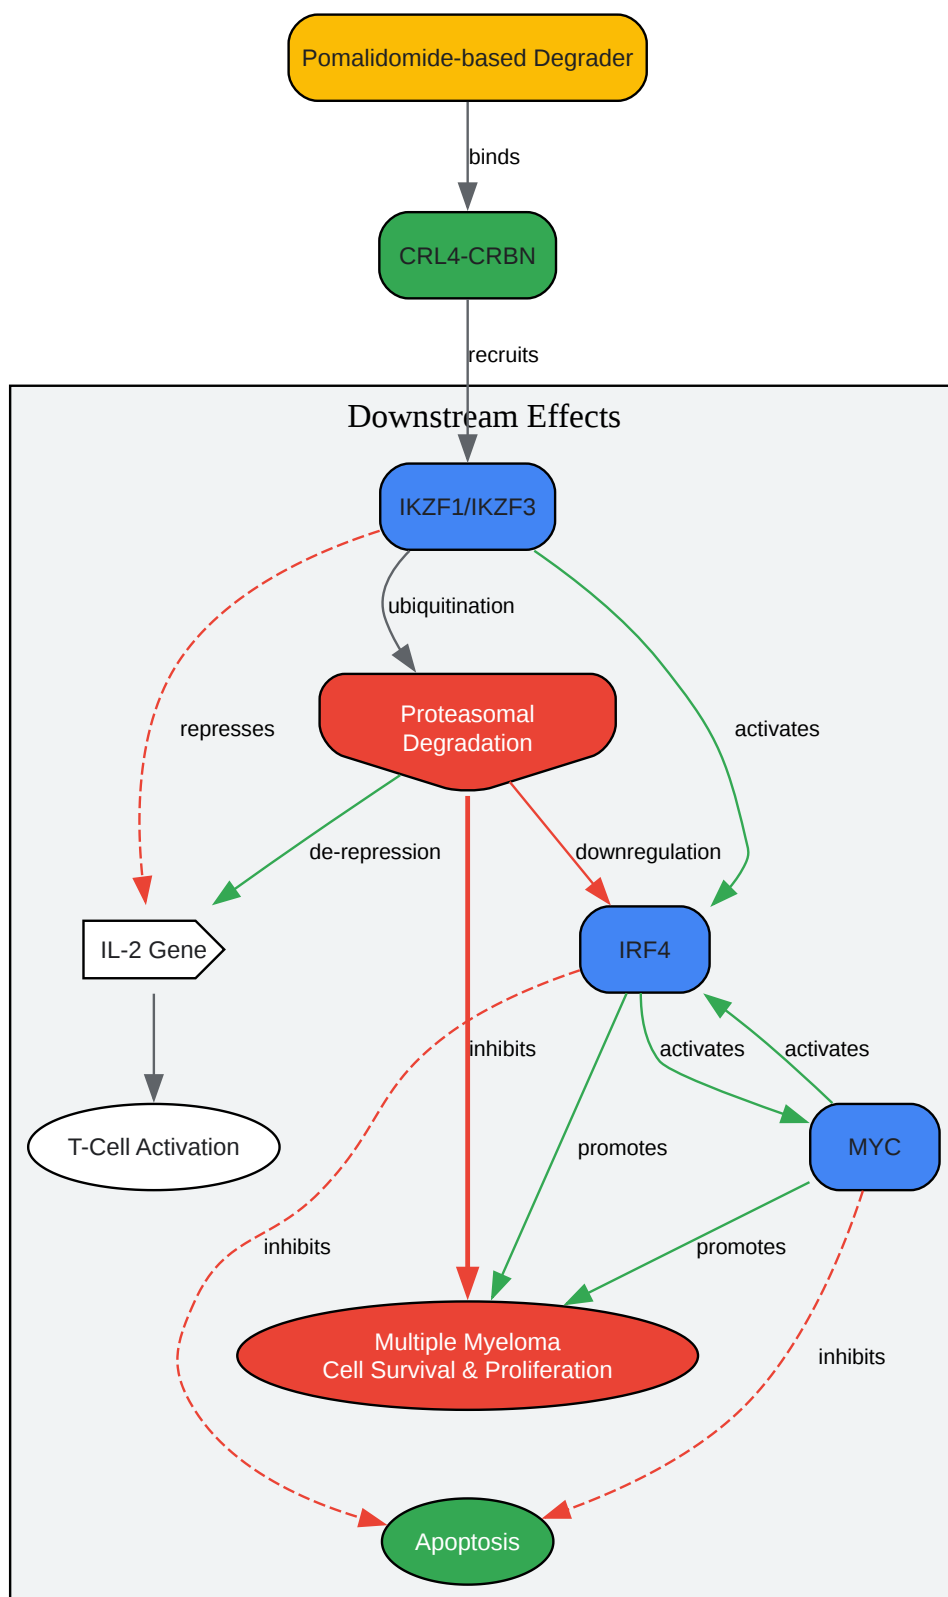 Pomalidomide-based Degrader
binds
CRL4-CRBN
recruits
Downstream Effects
IKZF1/IKZF3
ubiquitination
Proteasomal
Degradation
represses
activates
de-repression
downregulation
IL-2 Gene
IRF4
inhibits
activates
activates
T-Cell Activation
promotes
MYC
inhibits
promotes
Multiple Myeloma
Cell Survival & Proliferation
inhibits
Apoptosis